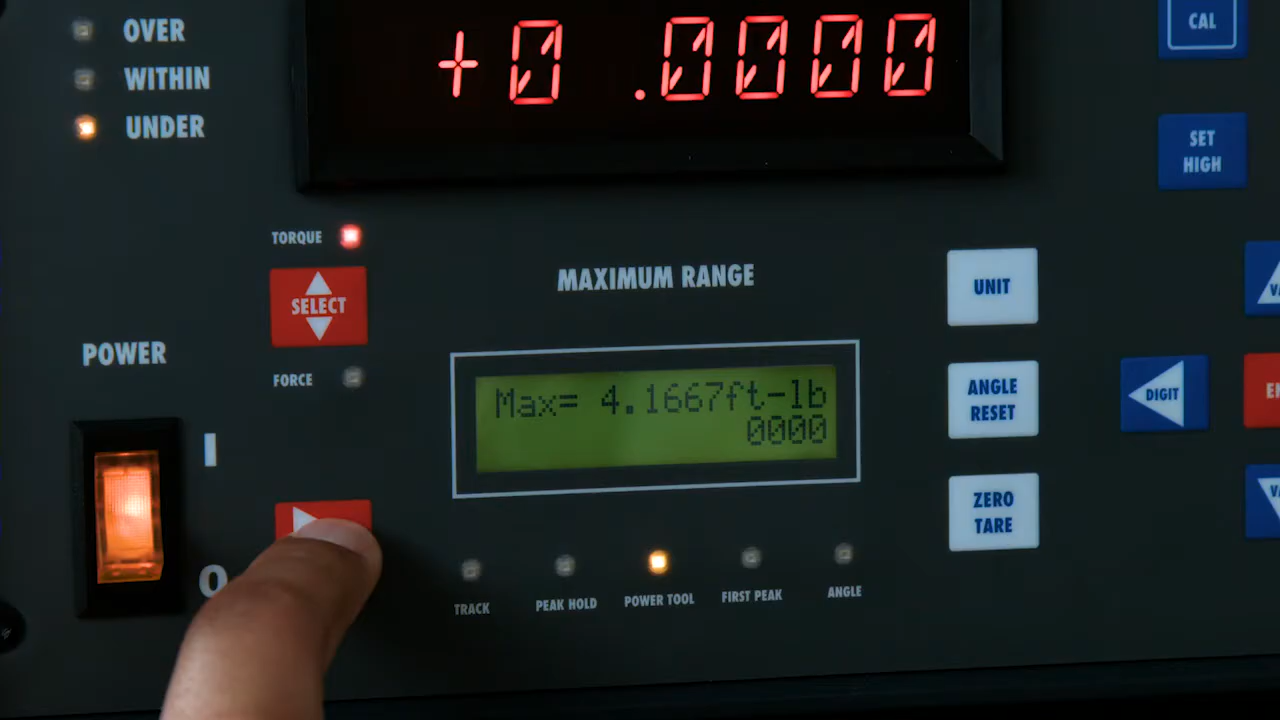 OVER
WITHIN
UNDER
+0.0000
CAL
SET
HIGH
TORQUE
SELECT
FORCE
MAXIMUM RANGE
Max= 4.1667ft-lb
0000
UNIT
ANGLE
RESET
ZERO
TARE
DIGIT
POWER
I
O
TRACK
PEAK HOLD
POWER TOOL
FIRST PEAK
ANGLE